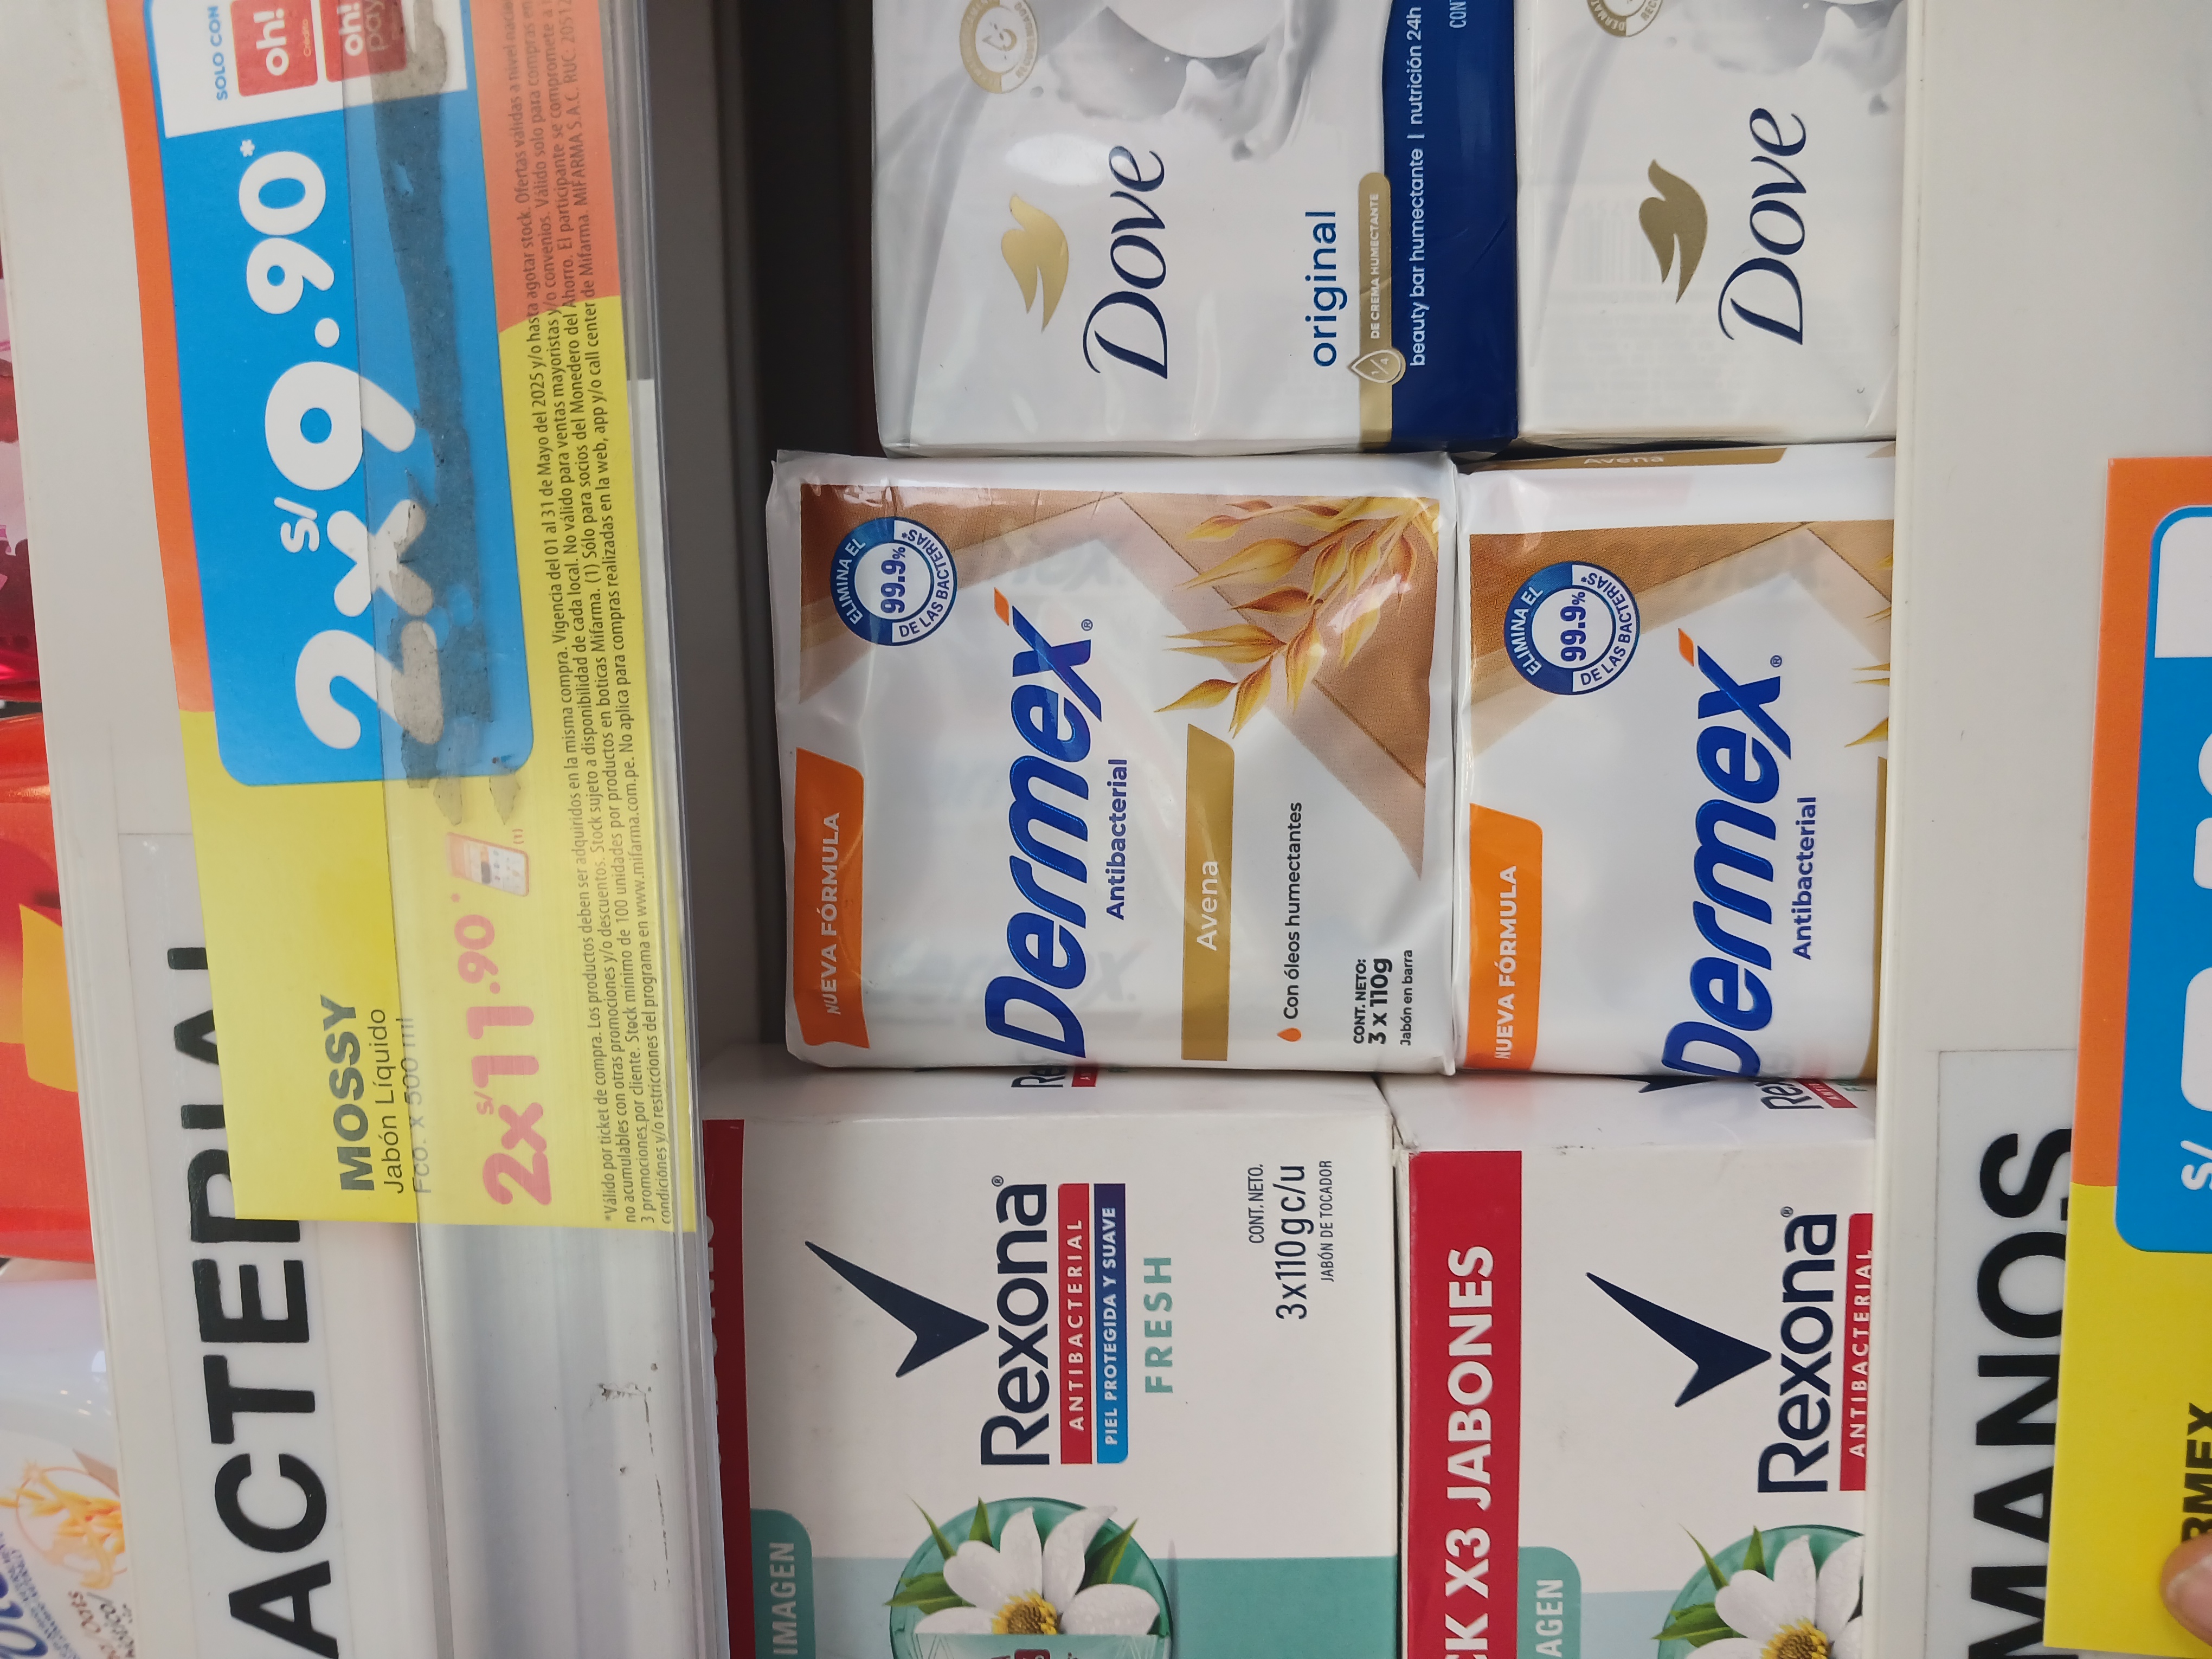 ACTERIAL
MOSSY
Jabón Líquido
Fco. x 500 ml
2x S/11.90*
(1)
2x S/9.90*
SOLO CON
oh!
Crédito
oh!
pay
*Válido por ticket de compra. Los productos deben ser adquiridos en la misma compra. Vigencia del 01 al 31 de Mayo del 2025 y/o hasta agotar stock. Ofertas válidas a nivel
no acumulables con otras promociones y/o descuentos. Stock sujeto a disponibilidad de cada local. No válido para ventas mayoristas y/o convenios. Válido solo para compras en
3 promociones por cliente. Stock mínimo de 100 unidades por productos en boticas Mifarma. (1) Sólo para socios del Monedero del Ahorro. El participante se compromete a
condiciones y/o restricciones del programa en www.mifarma.com.pe. No aplica para compras realizadas en la web, app y/o call center de Mifarma. MIFARMA S.A.C. RUC: 20512
IMAGEN
Rexona®
ANTIBACTERIAL
PIEL PROTEGIDA Y SUAVE
FRESH
CONT. NETO.
3x110g c/u
JABÓN DE TOCADOR
NUEVA FÓRMULA
ELIMINA EL
99.9%
DE LAS BACTERIAS*
Dermex®
Antibacterial
Avena
Con óleos humectantes
CONT. NETO:
3 x 110g
Jabón en barra
RECOMENDADO
Dove
original
1/4
DE CREMA HUMECTANTE
beauty bar humectante | nutrición 24h
CONT
CK X3 JABONES
AGEN
Rexona®
ANTIBACTERIAL
NUEVA FÓRMULA
ELIMINA EL
99.9%
DE LAS BACTERIAS*
Dermex®
Antibacterial
Avena
Dove
MANOS
RMEX
S/